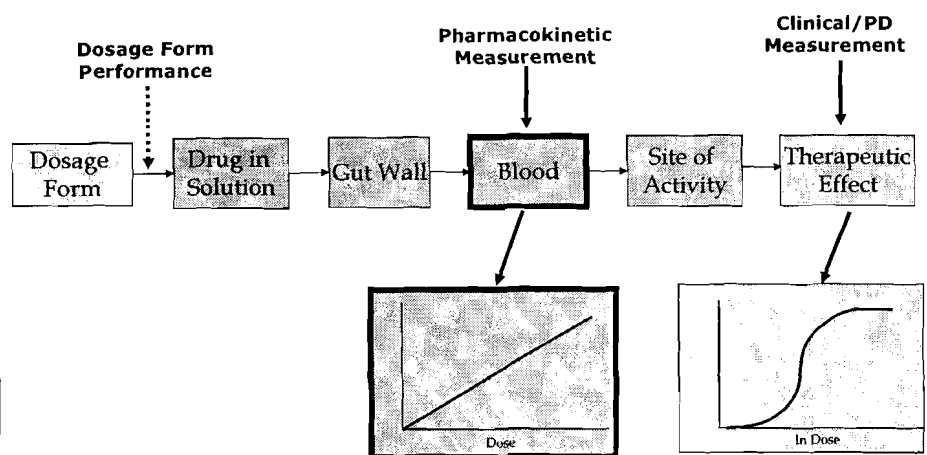 Dosage Form
Performance
Pharmacokinetic
Measurement
Clinical/PD
Measurement
Dosage
Form
Drug in
Solution
Gut Wall
Blood
Site of
Activity
Therapeutic
Effect
Dose
ln Dose